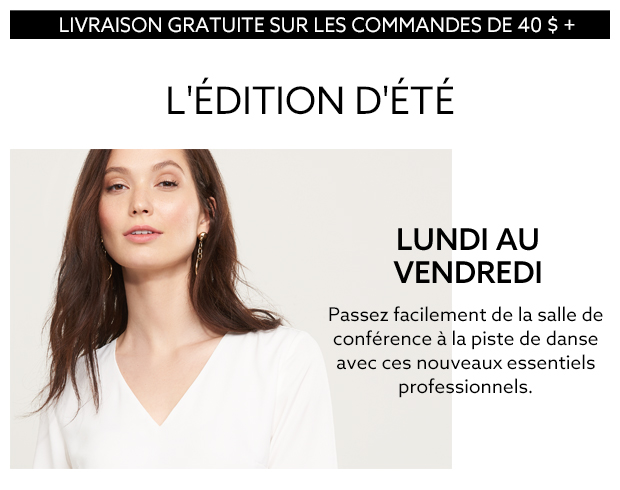 LIVRAISON GRATUITE SUR LES COMMANDES DE 40 $ +
L'ÉDITION D'ÉTÉ
LUNDI AU
VENDREDI
Passez facilement de la salle de
conférence à la piste de danse
avec ces nouveaux essentiels
professionnels.